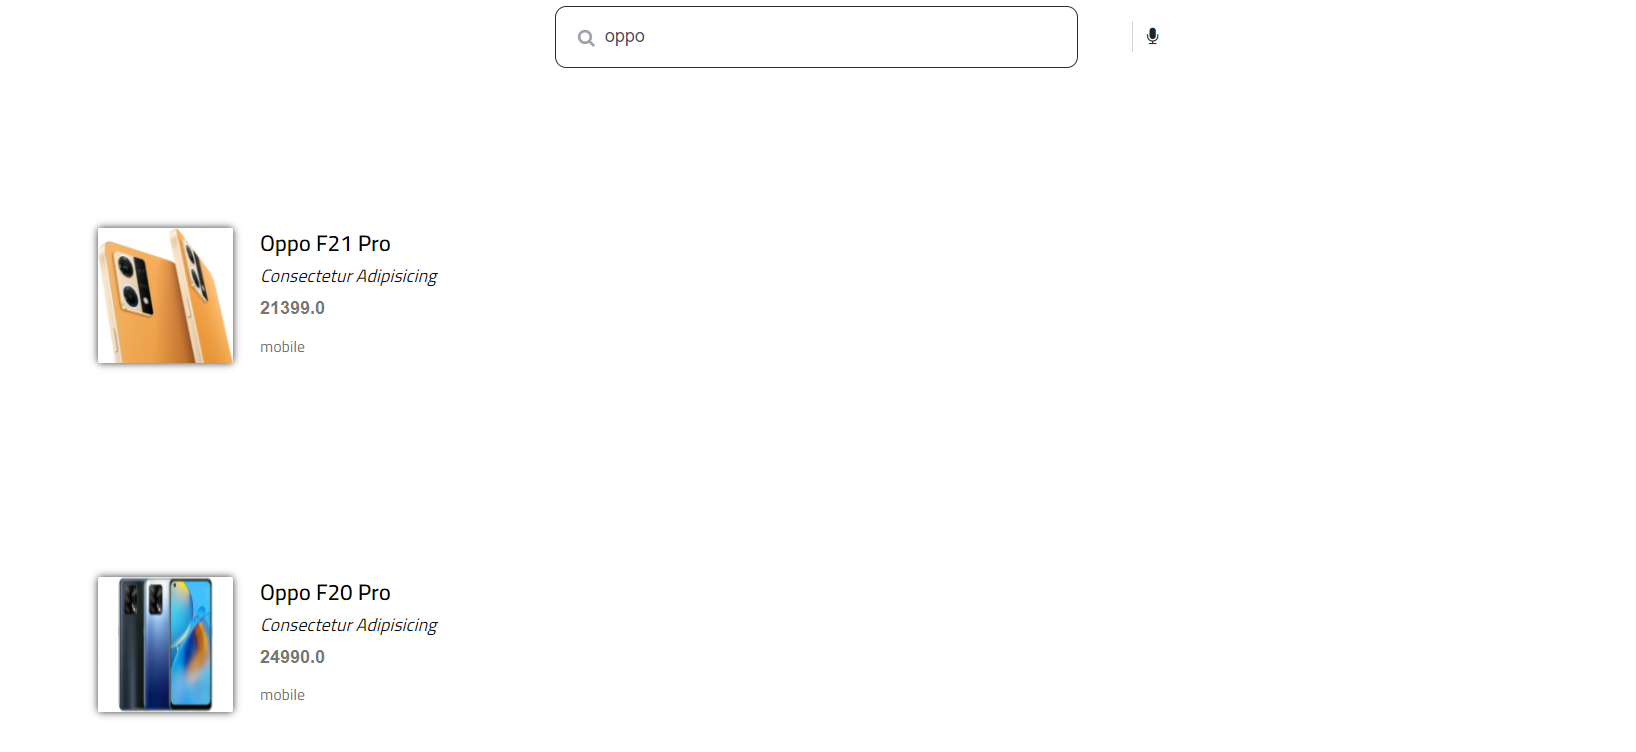 oppo
Oppo F21 Pro
Consectetur Adipisicing
21399.0
mobile
Oppo F20 Pro
Consectetur Adipisicing
24990.0
mobile